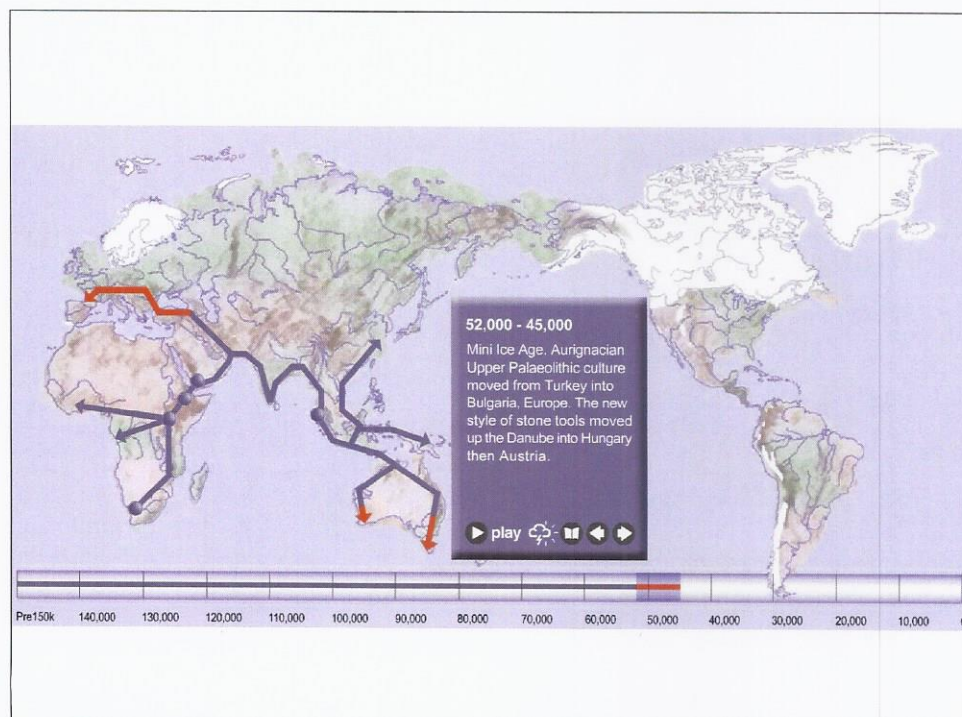 52,000 - 45,000
Mini Ice Age. Aurignacian
Upper Palaeolithic culture
moved from Turkey into
Bulgaria, Europe. The new
style of stone tools moved
up the Danube into Hungary
then Austria.
play
Pre150k 140,000 130,000 120,000 110,000 100,000 90,000 80,000 70,000 60,000 50,000 40,000 30,000 20,000 10,000